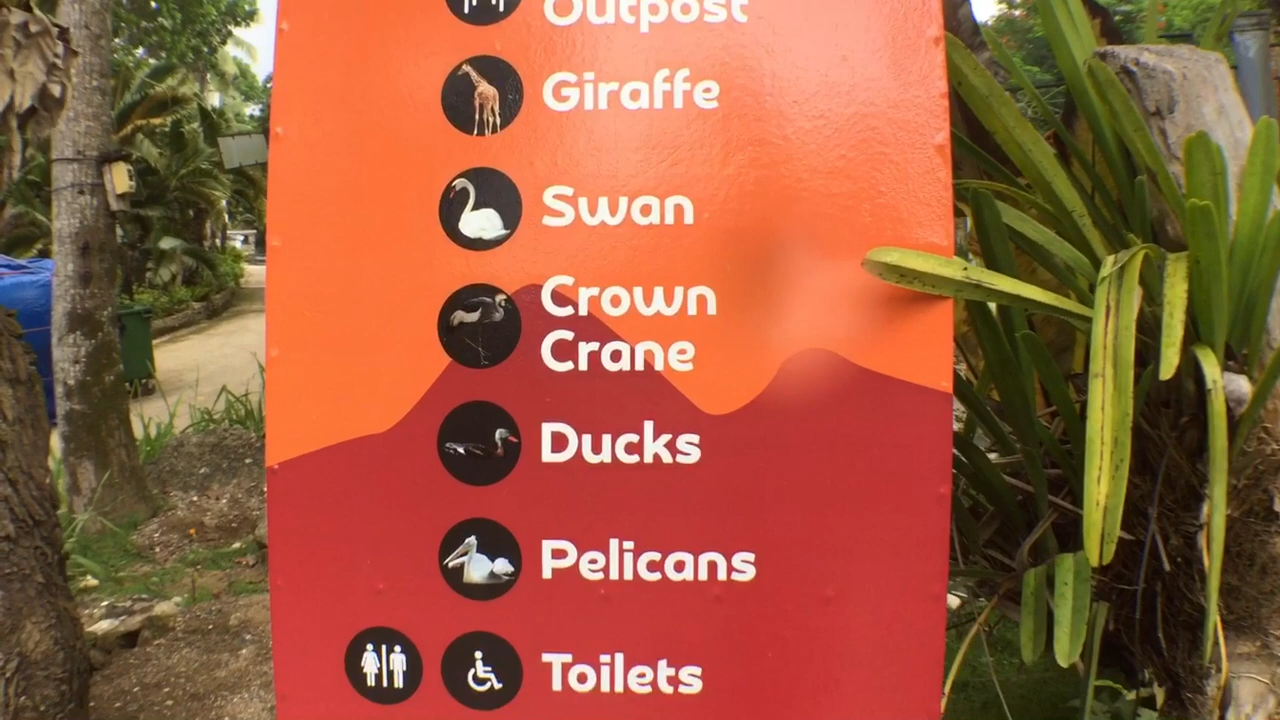 Outpost
Giraffe
Swan
Crown
Crane
Ducks
Pelicans
Toilets